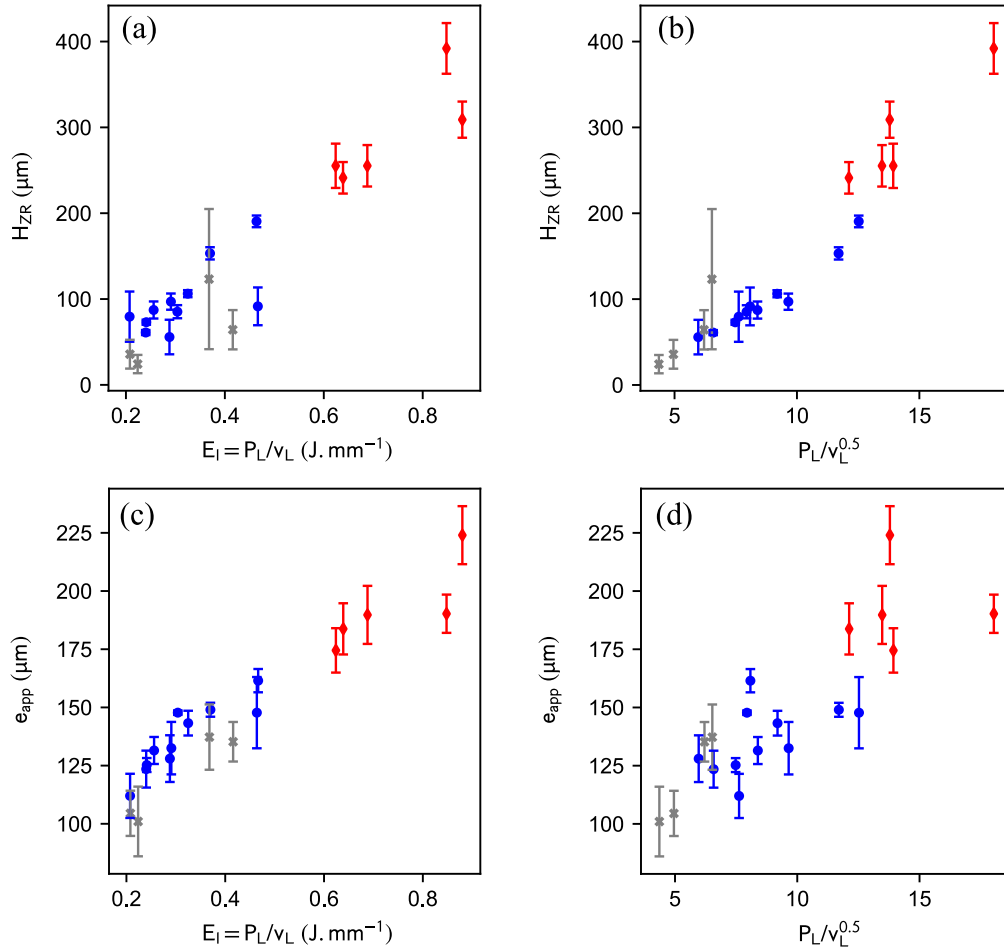 (a)
400
300
200
100
0
H_ZR (μm)
0.2 0.4 0.6 0.8
E_l = P_L/v_L (J. mm⁻¹)
(b)
400
300
200
100
0
H_ZR (μm)
5 10 15
P_L/v_L^0.5
(c)
225
200
175
150
125
100
e_app (μm)
0.2 0.4 0.6 0.8
E_l = P_L/v_L (J. mm⁻¹)
(d)
225
200
175
150
125
100
e_app (μm)
5 10 15
P_L/v_L^0.5